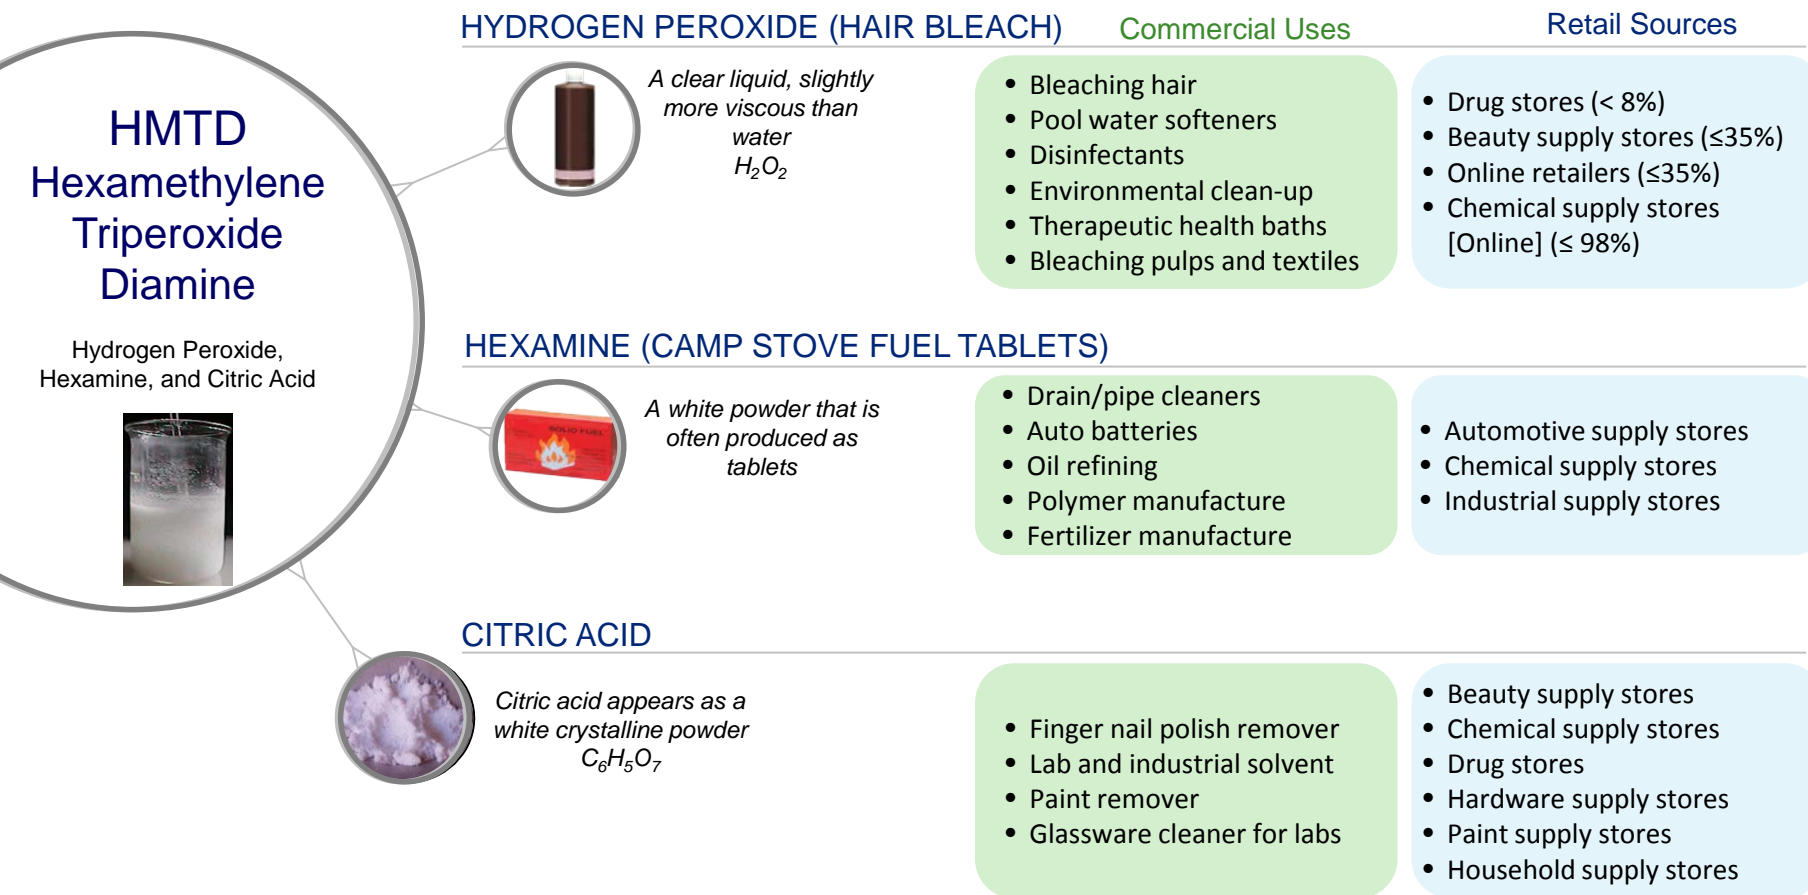 HYDROGEN PEROXIDE (HAIR BLEACH)
Commercial Uses
Retail Sources
HMTD
Hexamethylene
Triperoxide
Diamine
Hydrogen Peroxide,
Hexamine, and Citric Acid
A clear liquid, slightly
more viscous than
water
H₂O₂
• Bleaching hair
• Pool water softeners
• Disinfectants
• Environmental clean-up
• Therapeutic health baths
• Bleaching pulps and textiles
• Drug stores (< 8%)
• Beauty supply stores (≤35%)
• Online retailers (≤35%)
• Chemical supply stores
[Online] (≤ 98%)
HEXAMINE (CAMP STOVE FUEL TABLETS)
SOLID FUEL
A white powder that is
often produced as
tablets
• Drain/pipe cleaners
• Auto batteries
• Oil refining
• Polymer manufacture
• Fertilizer manufacture
• Automotive supply stores
• Chemical supply stores
• Industrial supply stores
CITRIC ACID
Citric acid appears as a
white crystalline powder
C₆H₅O₇
• Finger nail polish remover
• Lab and industrial solvent
• Paint remover
• Glassware cleaner for labs
• Beauty supply stores
• Chemical supply stores
• Drug stores
• Hardware supply stores
• Paint supply stores
• Household supply stores